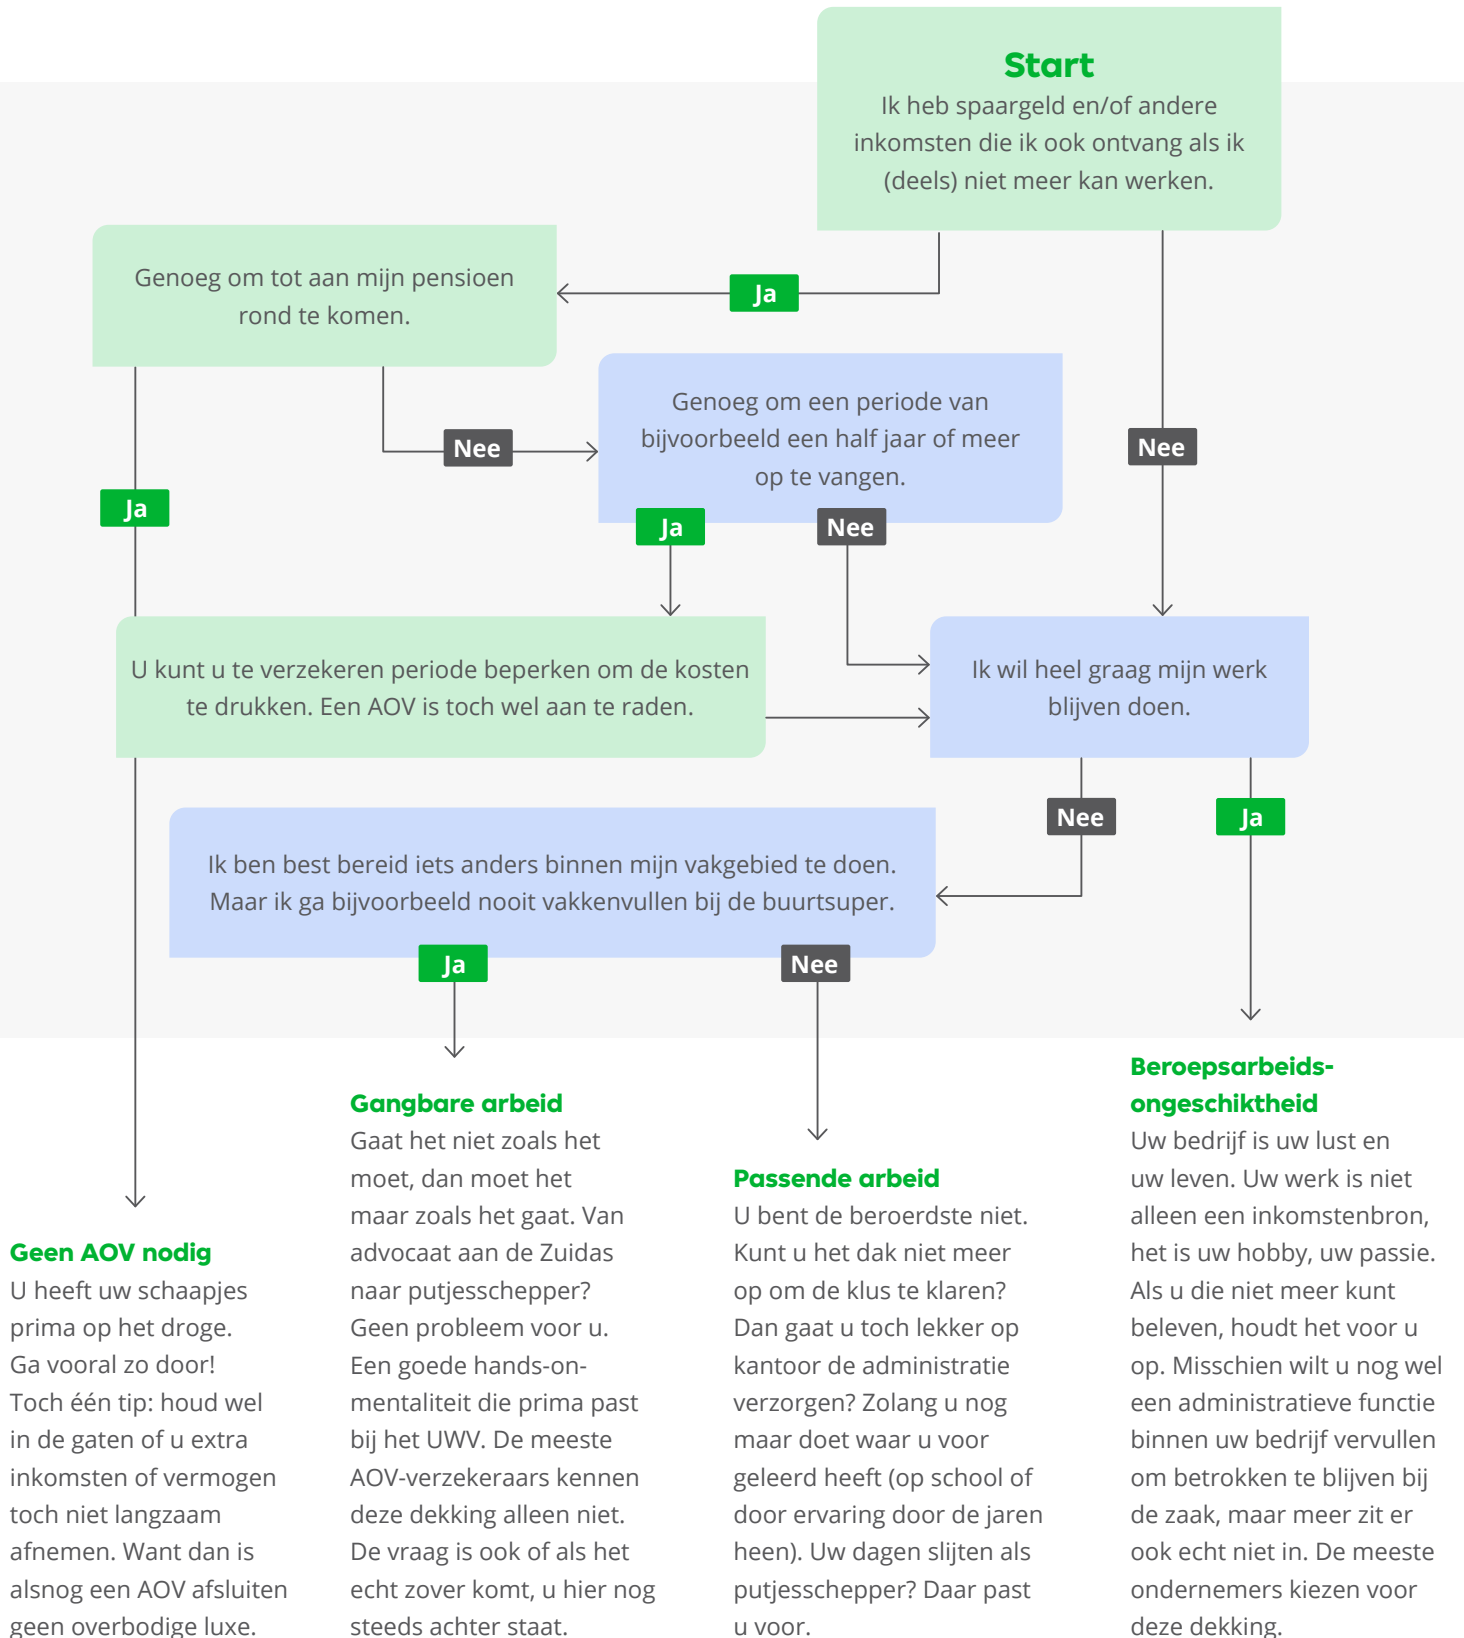 Start
Ik heb spaargeld en/of andere
inkomsten die ik ook ontvang als ik
(deels) niet meer kan werken.
Genoeg om tot aan mijn pensioen
rond te komen.
Ja
Genoeg om een periode van
bijvoorbeeld een half jaar of meer
op te vangen.
Nee
Nee
Ja
Ja
Nee
U kunt u te verzekeren periode beperken om de kosten
te drukken. Een AOV is toch wel aan te raden.
Ik wil heel graag mijn werk
blijven doen.
Nee
Ja
Ik ben best bereid iets anders binnen mijn vakgebied te doen.
Maar ik ga bijvoorbeeld nooit vakkenvullen bij de buurtsuper.
Ja
Nee
Geen AOV nodig
U heeft uw schaapjes
prima op het droge.
Ga vooral zo door!
Toch één tip: houd wel
in de gaten of u extra
inkomsten of vermogen
toch niet langzaam
afnemen. Want dan is
alsnog een AOV afsluiten
geen overbodige luxe.
Gangbare arbeid
Gaat het niet zoals het
moet, dan moet het
maar zoals het gaat. Van
advocaat aan de Zuidas
naar putjesschepper?
Geen probleem voor u.
Een goede hands-on-
mentaliteit die prima past
bij het UWV. De meeste
AOV-verzekeraars kennen
deze dekking alleen niet.
De vraag is ook of als het
echt zover komt, u hier nog
steeds achter staat.
Passende arbeid
U bent de beroerdste niet.
Kunt u het dak niet meer
op om de klus te klaren?
Dan gaat u toch lekker op
kantoor de administratie
verzorgen? Zolang u nog
maar doet waar u voor
geleerd heeft (op school of
door ervaring door de jaren
heen). Uw dagen slijten als
putjesschepper? Daar past
u voor.
Beroepsarbeids-
ongeschiktheid
Uw bedrijf is uw lust en
uw leven. Uw werk is niet
alleen een inkomstenbron,
het is uw hobby, uw passie.
Als u die niet meer kunt
beleven, houdt het voor u
op. Misschien wilt u nog wel
een administratieve functie
binnen uw bedrijf vervullen
om betrokken te blijven bij
de zaak, maar meer zit er
ook echt niet in. De meeste
ondernemers kiezen voor
deze dekking.